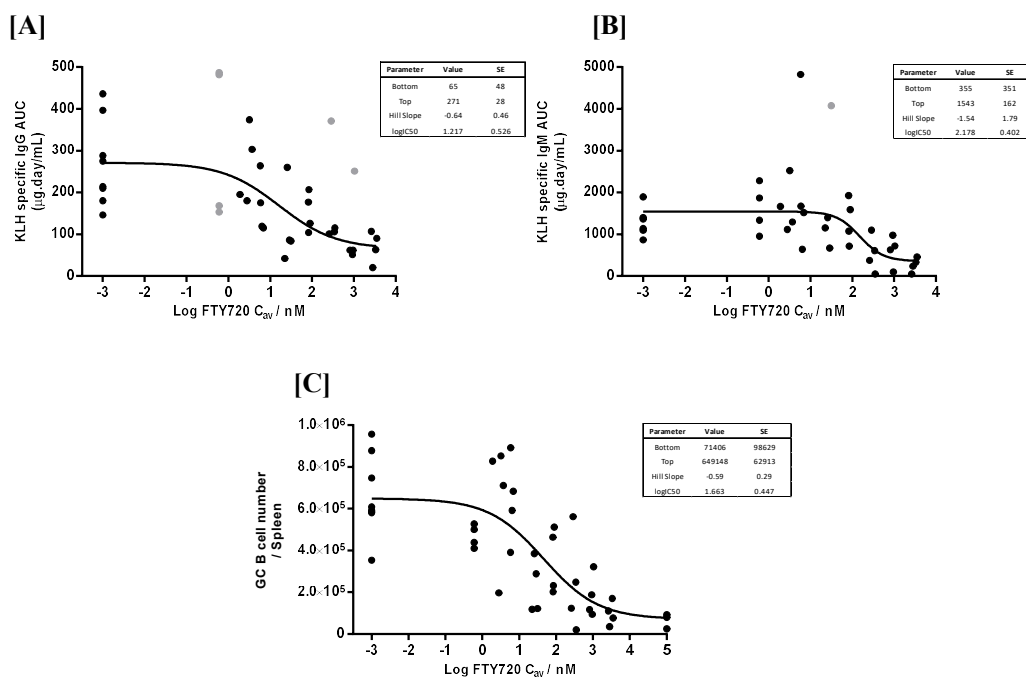 [A]
KLH specific IgG AUC
(µg.day/mL)
500
400
300
200
100
0
-3 -2 -1 0 1 2 3 4
Log FTY720 Cav / nM
Parameter Value SE
Bottom 65 48
Top 271 28
Hill Slope -0.64 0.46
logIC50 1.217 0.526
[B]
KLH specific IgM AUC
(µg.day/mL)
5000
4000
3000
2000
1000
0
-3 -2 -1 0 1 2 3 4
Log FTY720 Cav / nM
Parameter Value SE
Bottom 355 351
Top 1543 162
Hill Slope -1.54 1.79
logIC50 2.178 0.402
[C]
GC B cell number
/ Spleen
1.0×10⁶
8.0×10⁵
6.0×10⁵
4.0×10⁵
2.0×10⁵
0
-3 -2 -1 0 1 2 3 4 5
Log FTY720 Cav / nM
Parameter Value SE
Bottom 71406 98629
Top 649148 62913
Hill Slope -0.59 0.29
logIC50 1.663 0.447